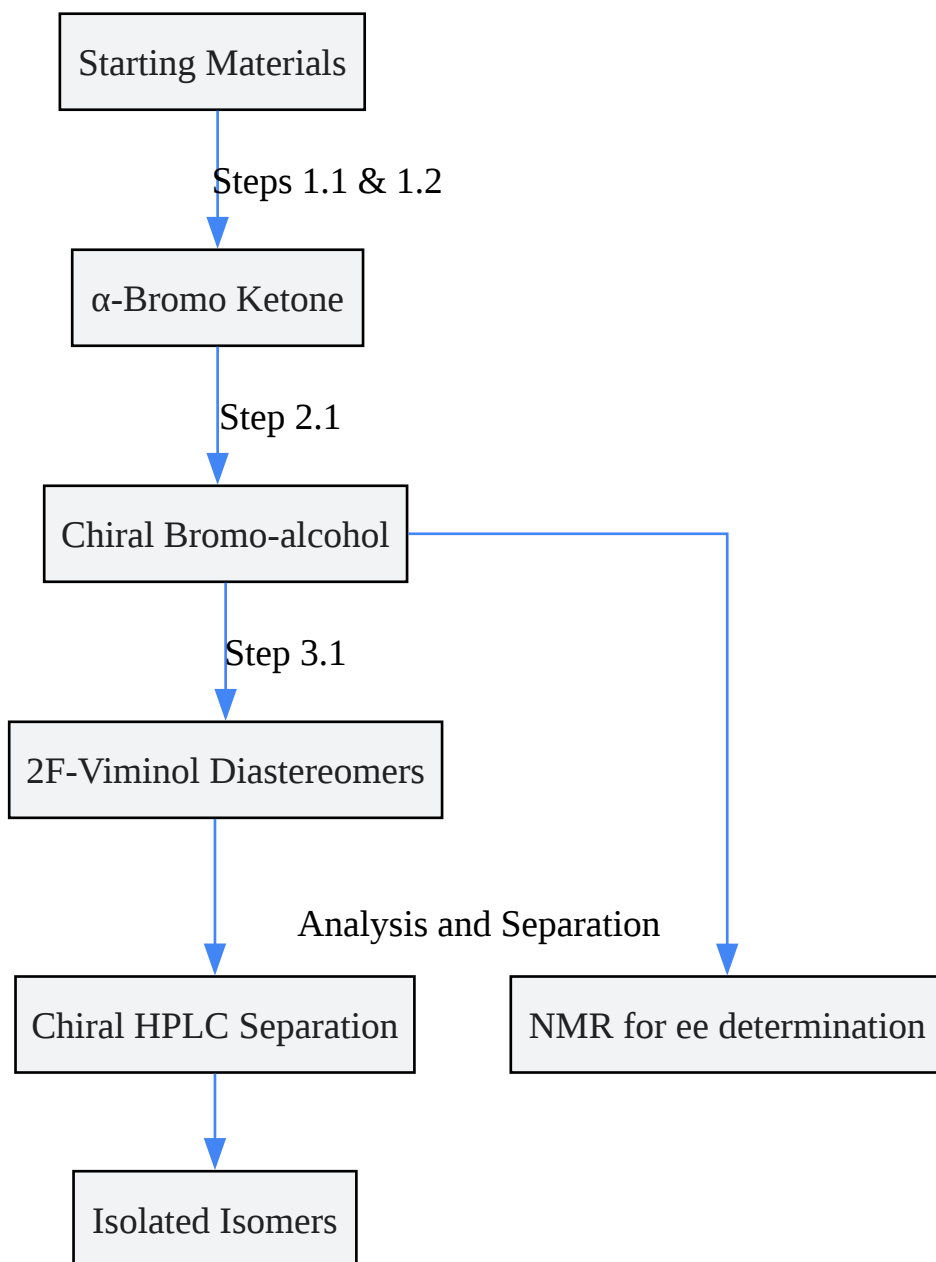 Starting Materials
Steps 1.1 & 1.2
α-Bromo Ketone
Step 2.1
Chiral Bromo-alcohol
Step 3.1
2F-Viminol Diastereomers
Analysis and Separation
Chiral HPLC Separation
NMR for ee determination
Isolated Isomers